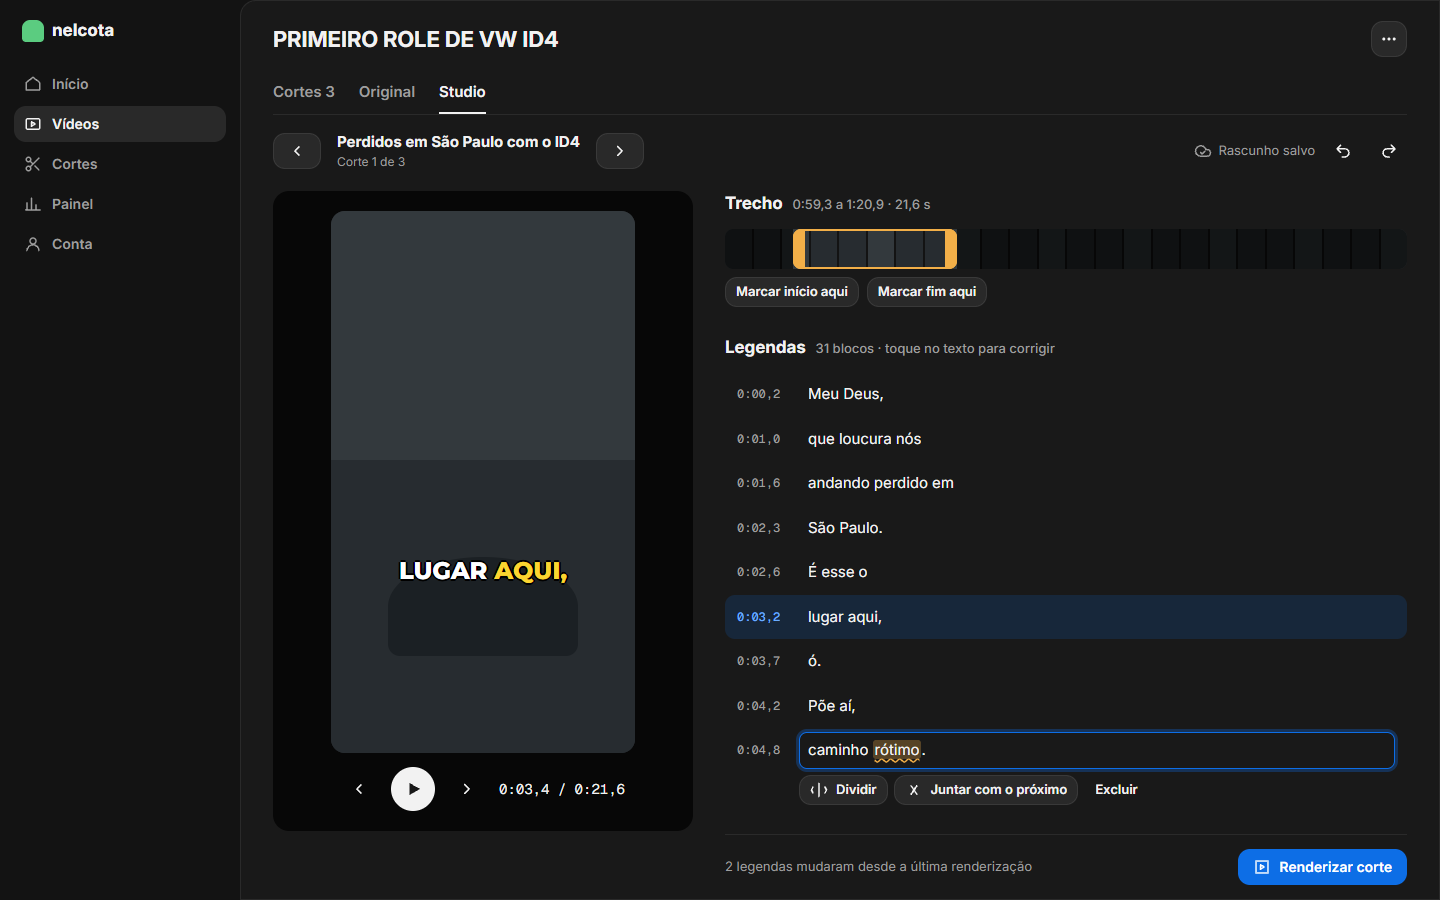 nelcota
Início
Vídeos
Cortes
Painel
Conta
PRIMEIRO ROLE DE VW ID4
Cortes 3 Original Studio
Perdidos em São Paulo com o ID4
Corte 1 de 3
Rascunho salvo
LUGAR AQUI,
0:03,4 / 0:21,6
Trecho 0:59,3 a 1:20,9 · 21,6 s
Marcar início aqui Marcar fim aqui
Legendas 31 blocos · toque no texto para corrigir
0:00,2 Meu Deus,
0:01,0 que loucura nós
0:01,6 andando perdido em
0:02,3 São Paulo.
0:02,6 É esse o
0:03,2 lugar aqui,
0:03,7 ó.
0:04,2 Põe aí,
0:04,8 caminho rótimo.
Dividir Juntar com o próximo Excluir
2 legendas mudaram desde a última renderização
Renderizar corte